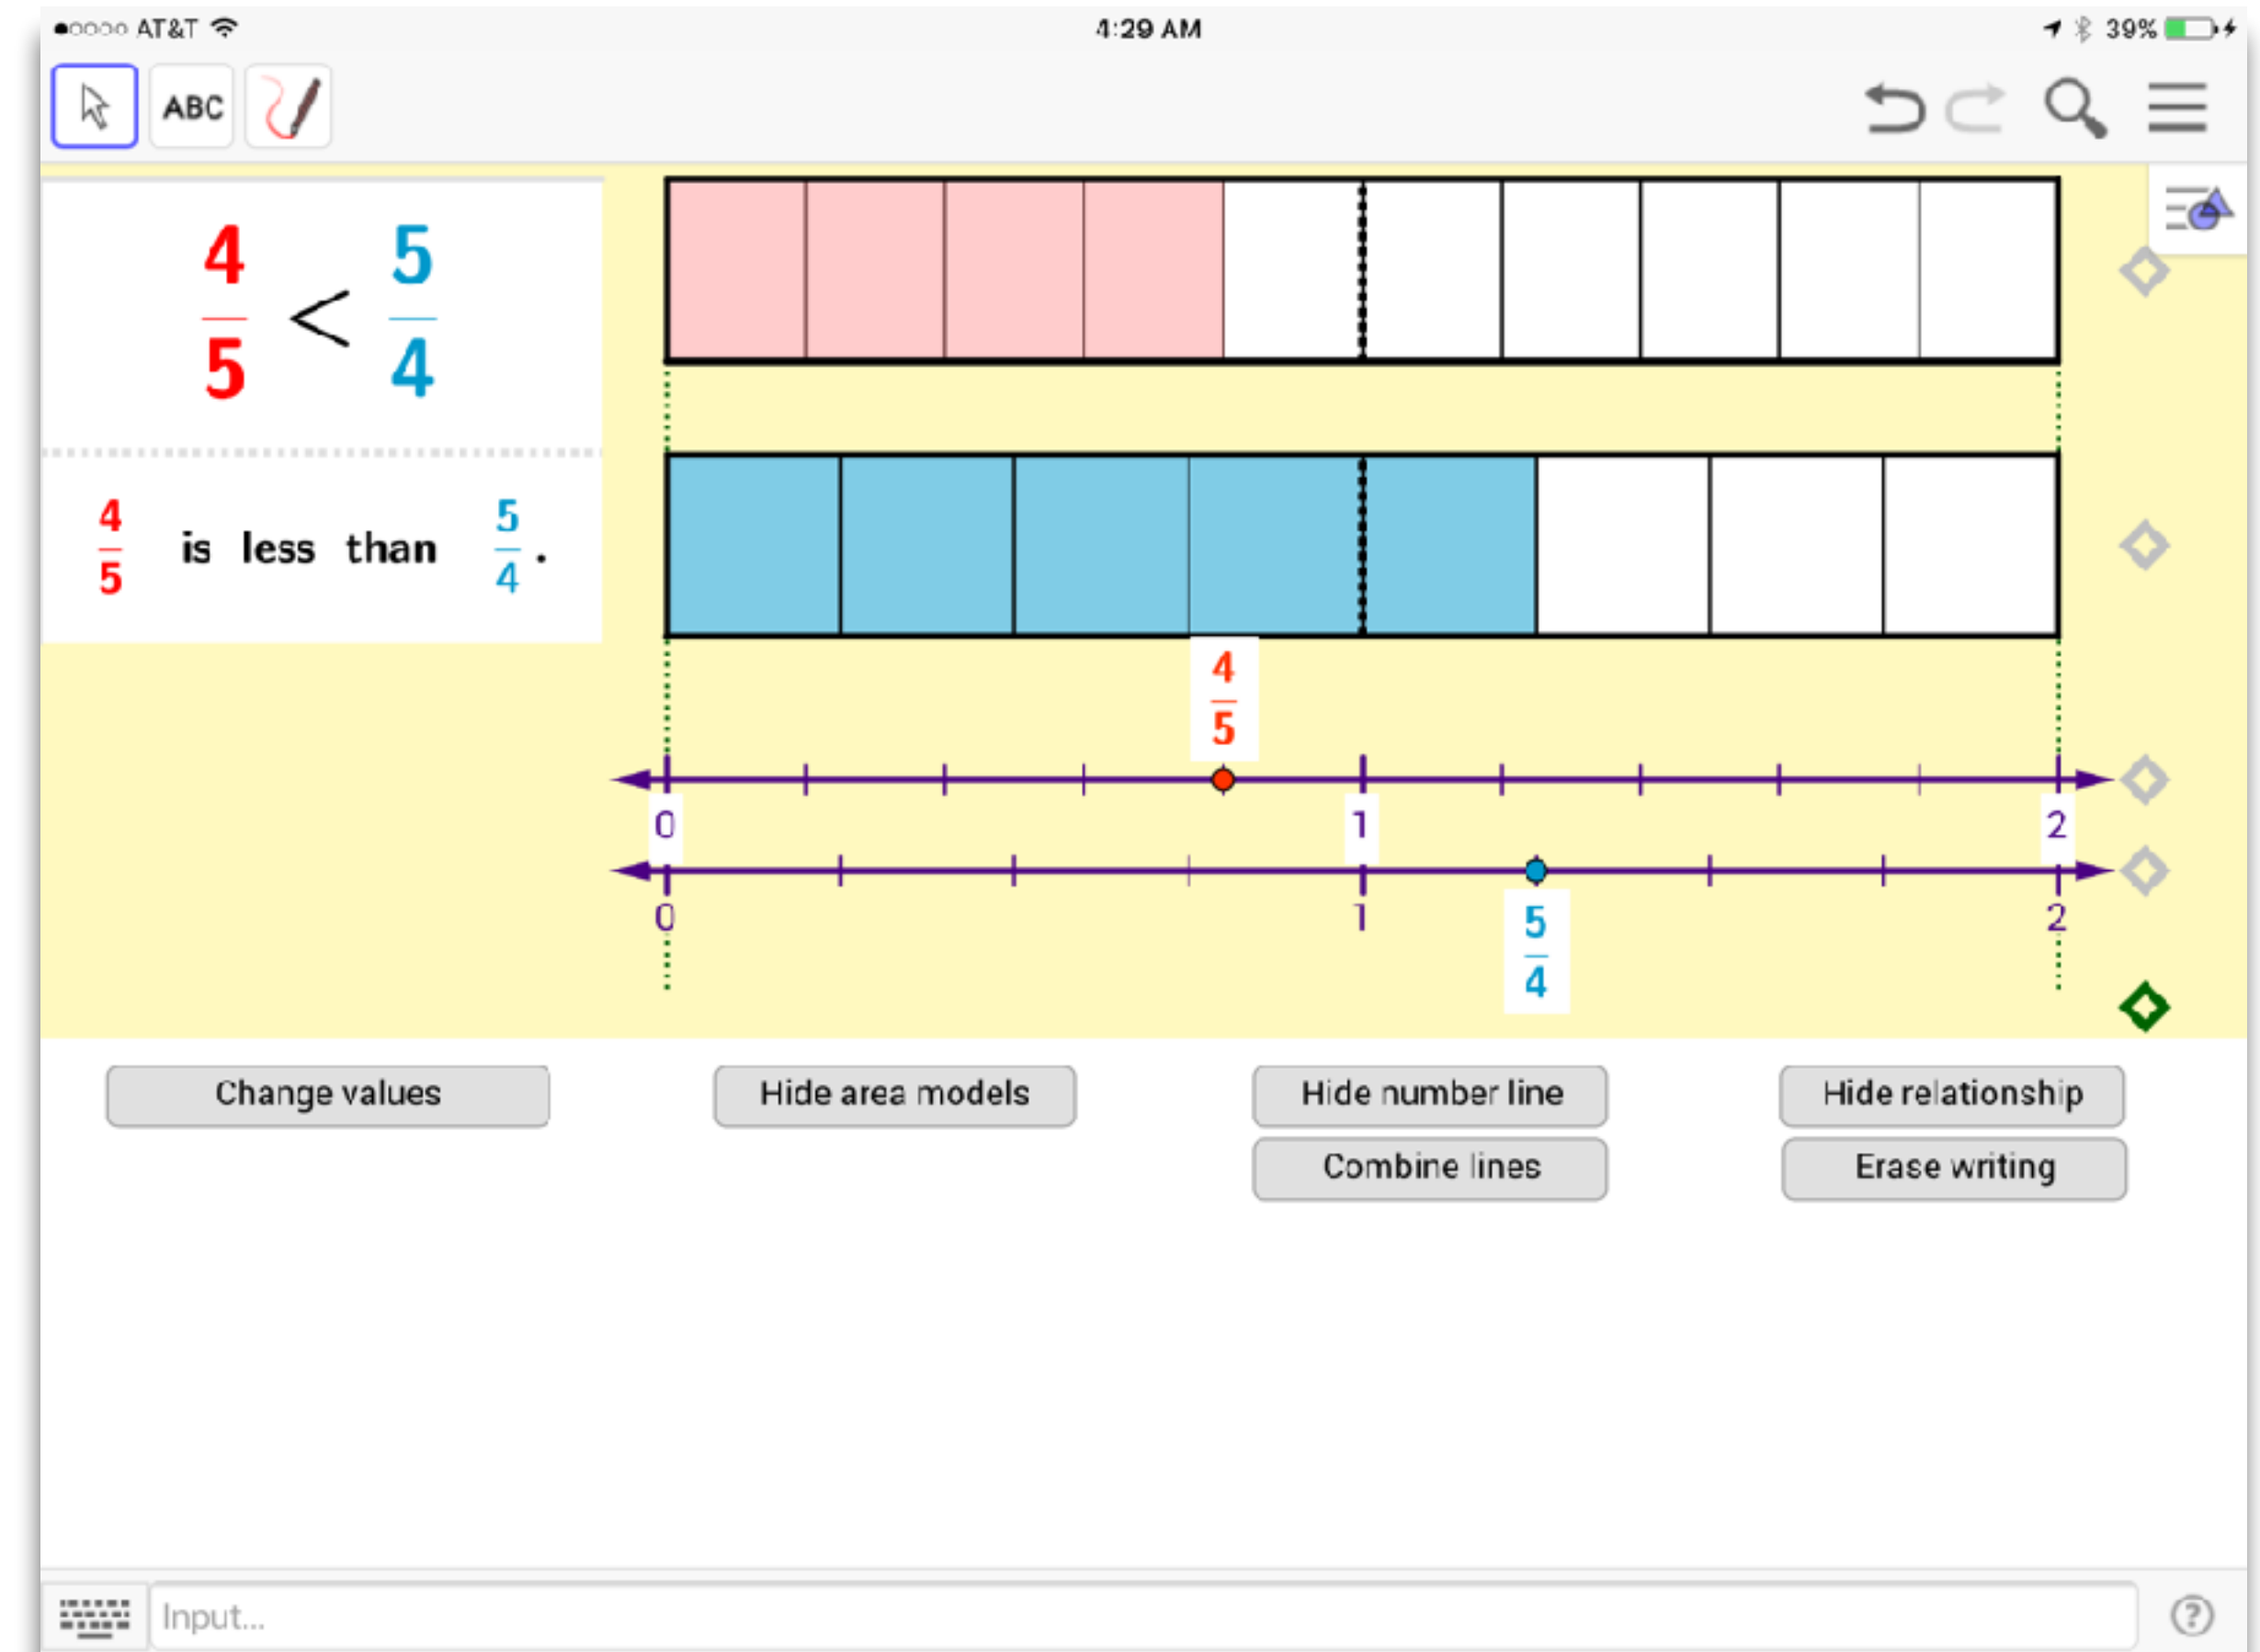 AT&T 4:29 AM 39%
ABC
4/5 < 5/4
4/5 is less than 5/4.
4/5
0 1 2
0 1 2
5/4
Change values Hide area models Hide number line Hide relationship
Combine lines Erase writing
Input...
?